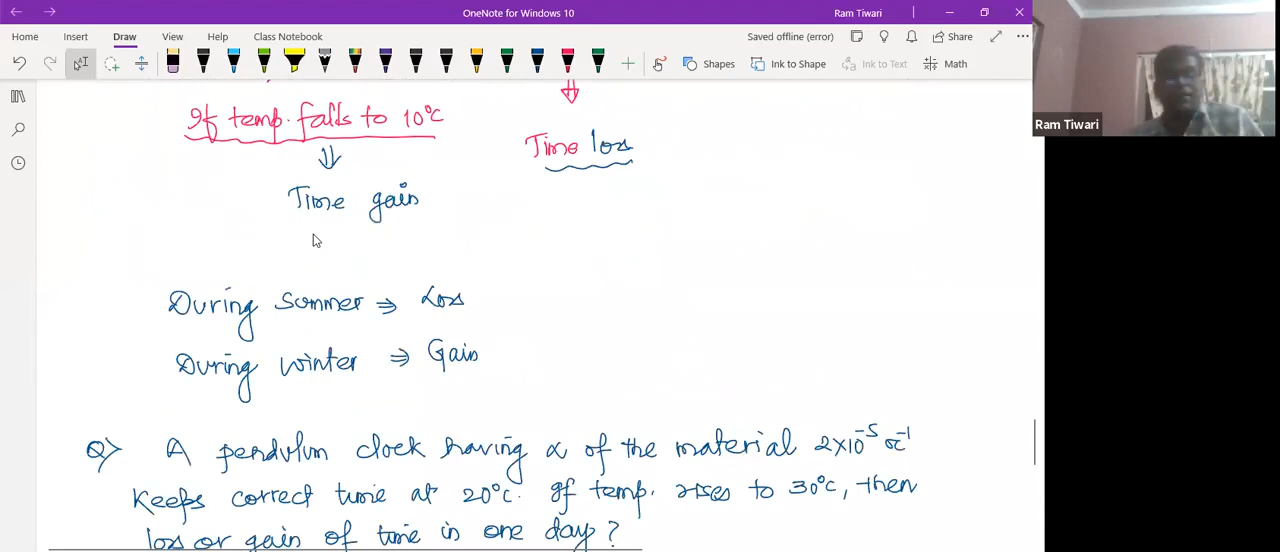 OneNote for Windows 10
Ram Tiwari
Home
Insert
Draw
View
Help
Class Notebook
Saved offline (error)
Share
Shapes
Ink to Shape
Ink to Text
Math
Ram Tiwari
If temp. falls to 10°C
Time loss
Time gain
During Summer ⇒ Loss
During winter ⇒ Gain
Q> A pendulum clock having α of the material 2×10⁻⁵ °C⁻¹
Keeps correct time at 20°C. If temp. rises to 30°C, then
loss or gain of time in one day?